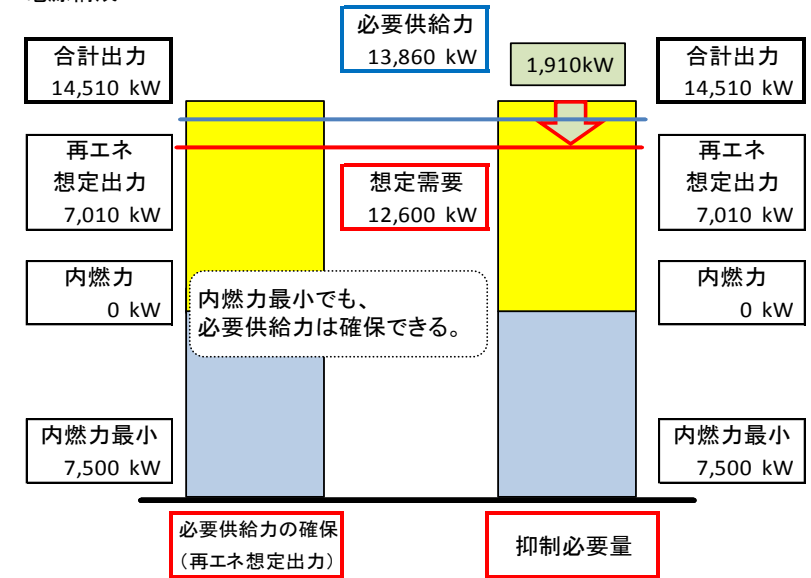 必要供給力
13,860 kW
合計出力
14,510 kW
1,910kW
合計出力
14,510 kW
再エネ
想定出力
7,010 kW
想定需要
12,600 kW
再エネ
想定出力
7,010 kW
内燃力
0 kW
内燃力最小でも、
必要供給力は確保できる。
内燃力
0 kW
内燃力最小
7,500 kW
内燃力最小
7,500 kW
必要供給力の確保
（再エネ想定出力）
抑制必要量